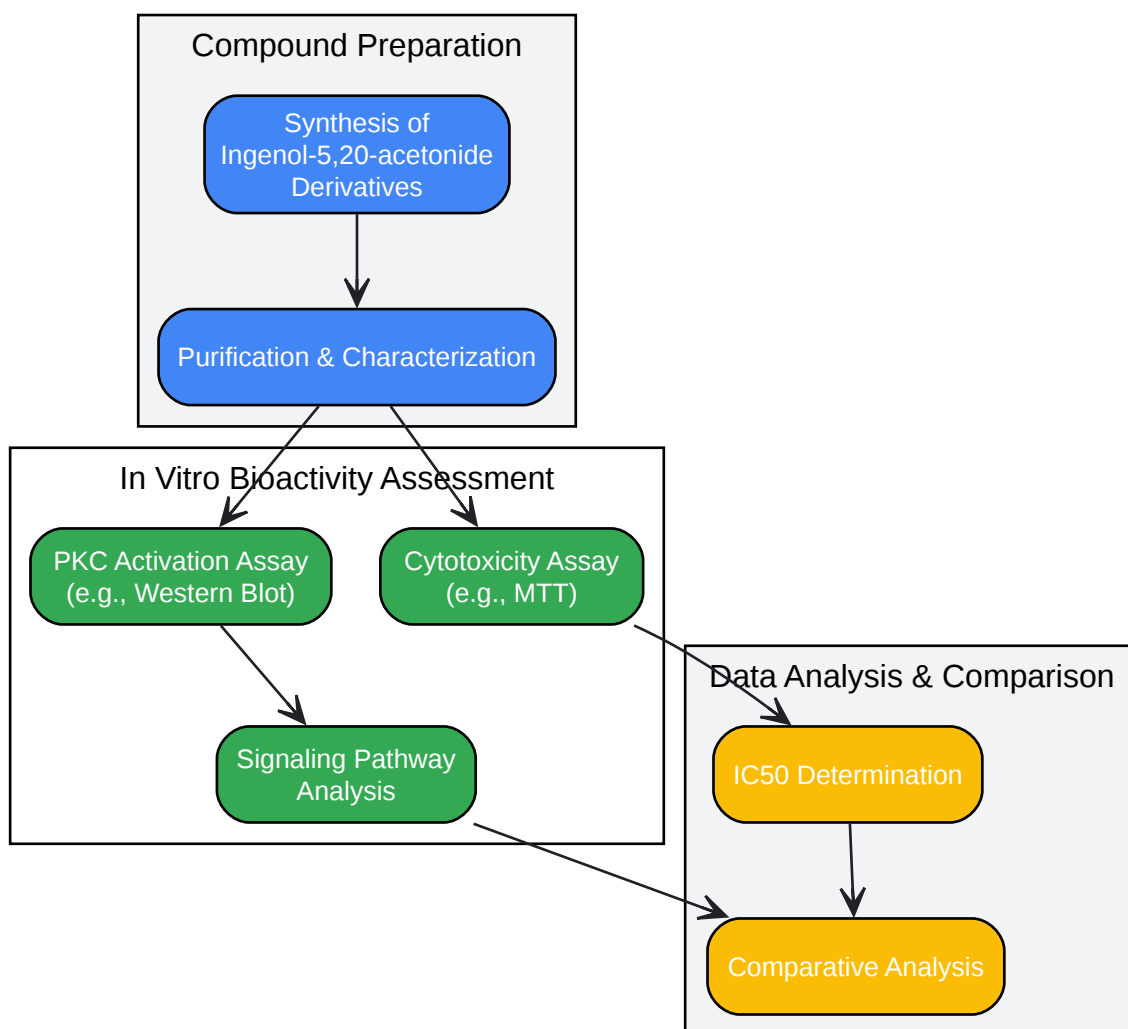 Compound Preparation
Synthesis of
Ingenol-5,20-acetonide
Derivatives
Purification & Characterization
In Vitro Bioactivity Assessment
PKC Activation Assay
(e.g., Western Blot)
Cytotoxicity Assay
(e.g., MTT)
Signaling Pathway
Analysis
Data Analysis & Comparison
IC50 Determination
Comparative Analysis